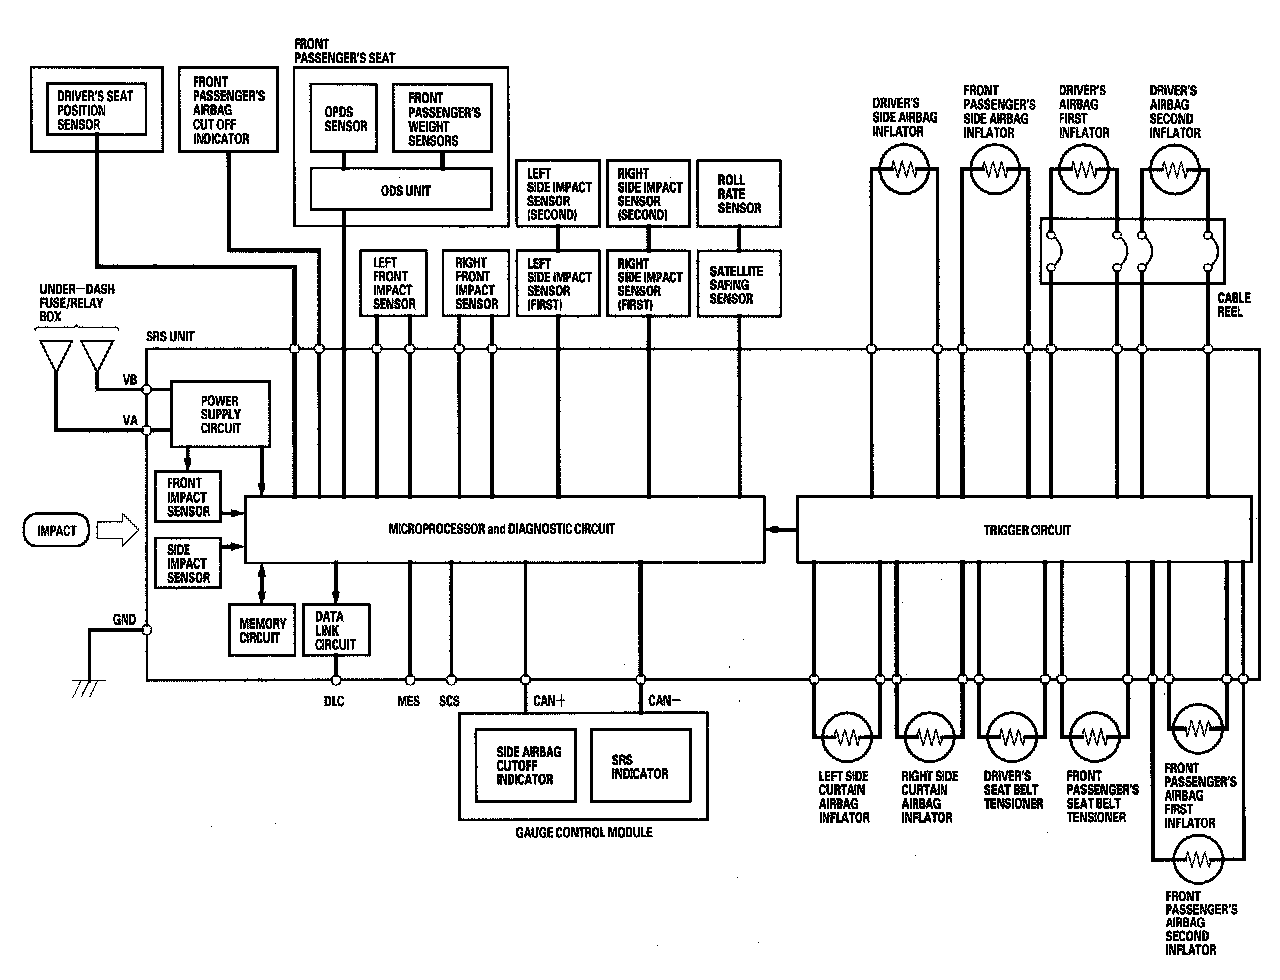 FRONT
PASSENGER'S SEAT
DRIVER'S SEAT
POSITION
SENSOR
FRONT
PASSENGER'S
AIRBAG
CUT OFF
INDICATOR
OPDS
SENSOR
FRONT
PASSENGER'S
WEIGHT
SENSORS
ODS UNIT
LEFT
SIDE IMPACT
SENSOR
(SECOND)
RIGHT
SIDE IMPACT
SENSOR
(SECOND)
ROLL
RATE
SENSOR
LEFT
FRONT
IMPACT
SENSOR
RIGHT
FRONT
IMPACT
SENSOR
LEFT
SIDE IMPACT
SENSOR
(FIRST)
RIGHT
SIDE IMPACT
SENSOR
(FIRST)
SATELLITE
SAFING
SENSOR
DRIVER'S
SIDE AIRBAG
INFLATOR
FRONT
PASSENGER'S
SIDE AIRBAG
INFLATOR
DRIVER'S
AIRBAG
FIRST
INFLATOR
DRIVER'S
AIRBAG
SECOND
INFLATOR
CABLE
REEL
UNDER-DASH
FUSE/RELAY
BOX
SRS UNIT
VB
VA
POWER
SUPPLY
CIRCUIT
FRONT
IMPACT
SENSOR
IMPACT
SIDE
IMPACT
SENSOR
MICROPROCESSOR and DIAGNOSTIC CIRCUIT
TRIGGER CIRCUIT
GND
MEMORY
CIRCUIT
DATA
LINK
CIRCUIT
DLC
MES
SCS
CAN+
CAN-
SIDE AIRBAG
CUTOFF
INDICATOR
SRS
INDICATOR
GAUGE CONTROL MODULE
LEFT SIDE
CURTAIN
AIRBAG
INFLATOR
RIGHT SIDE
CURTAIN
AIRBAG
INFLATOR
DRIVER'S
SEAT BELT
TENSIONER
FRONT
PASSENGER'S
SEAT BELT
TENSIONER
FRONT
PASSENGER'S
AIRBAG
FIRST
INFLATOR
FRONT
PASSENGER'S
AIRBAG
SECOND
INFLATOR